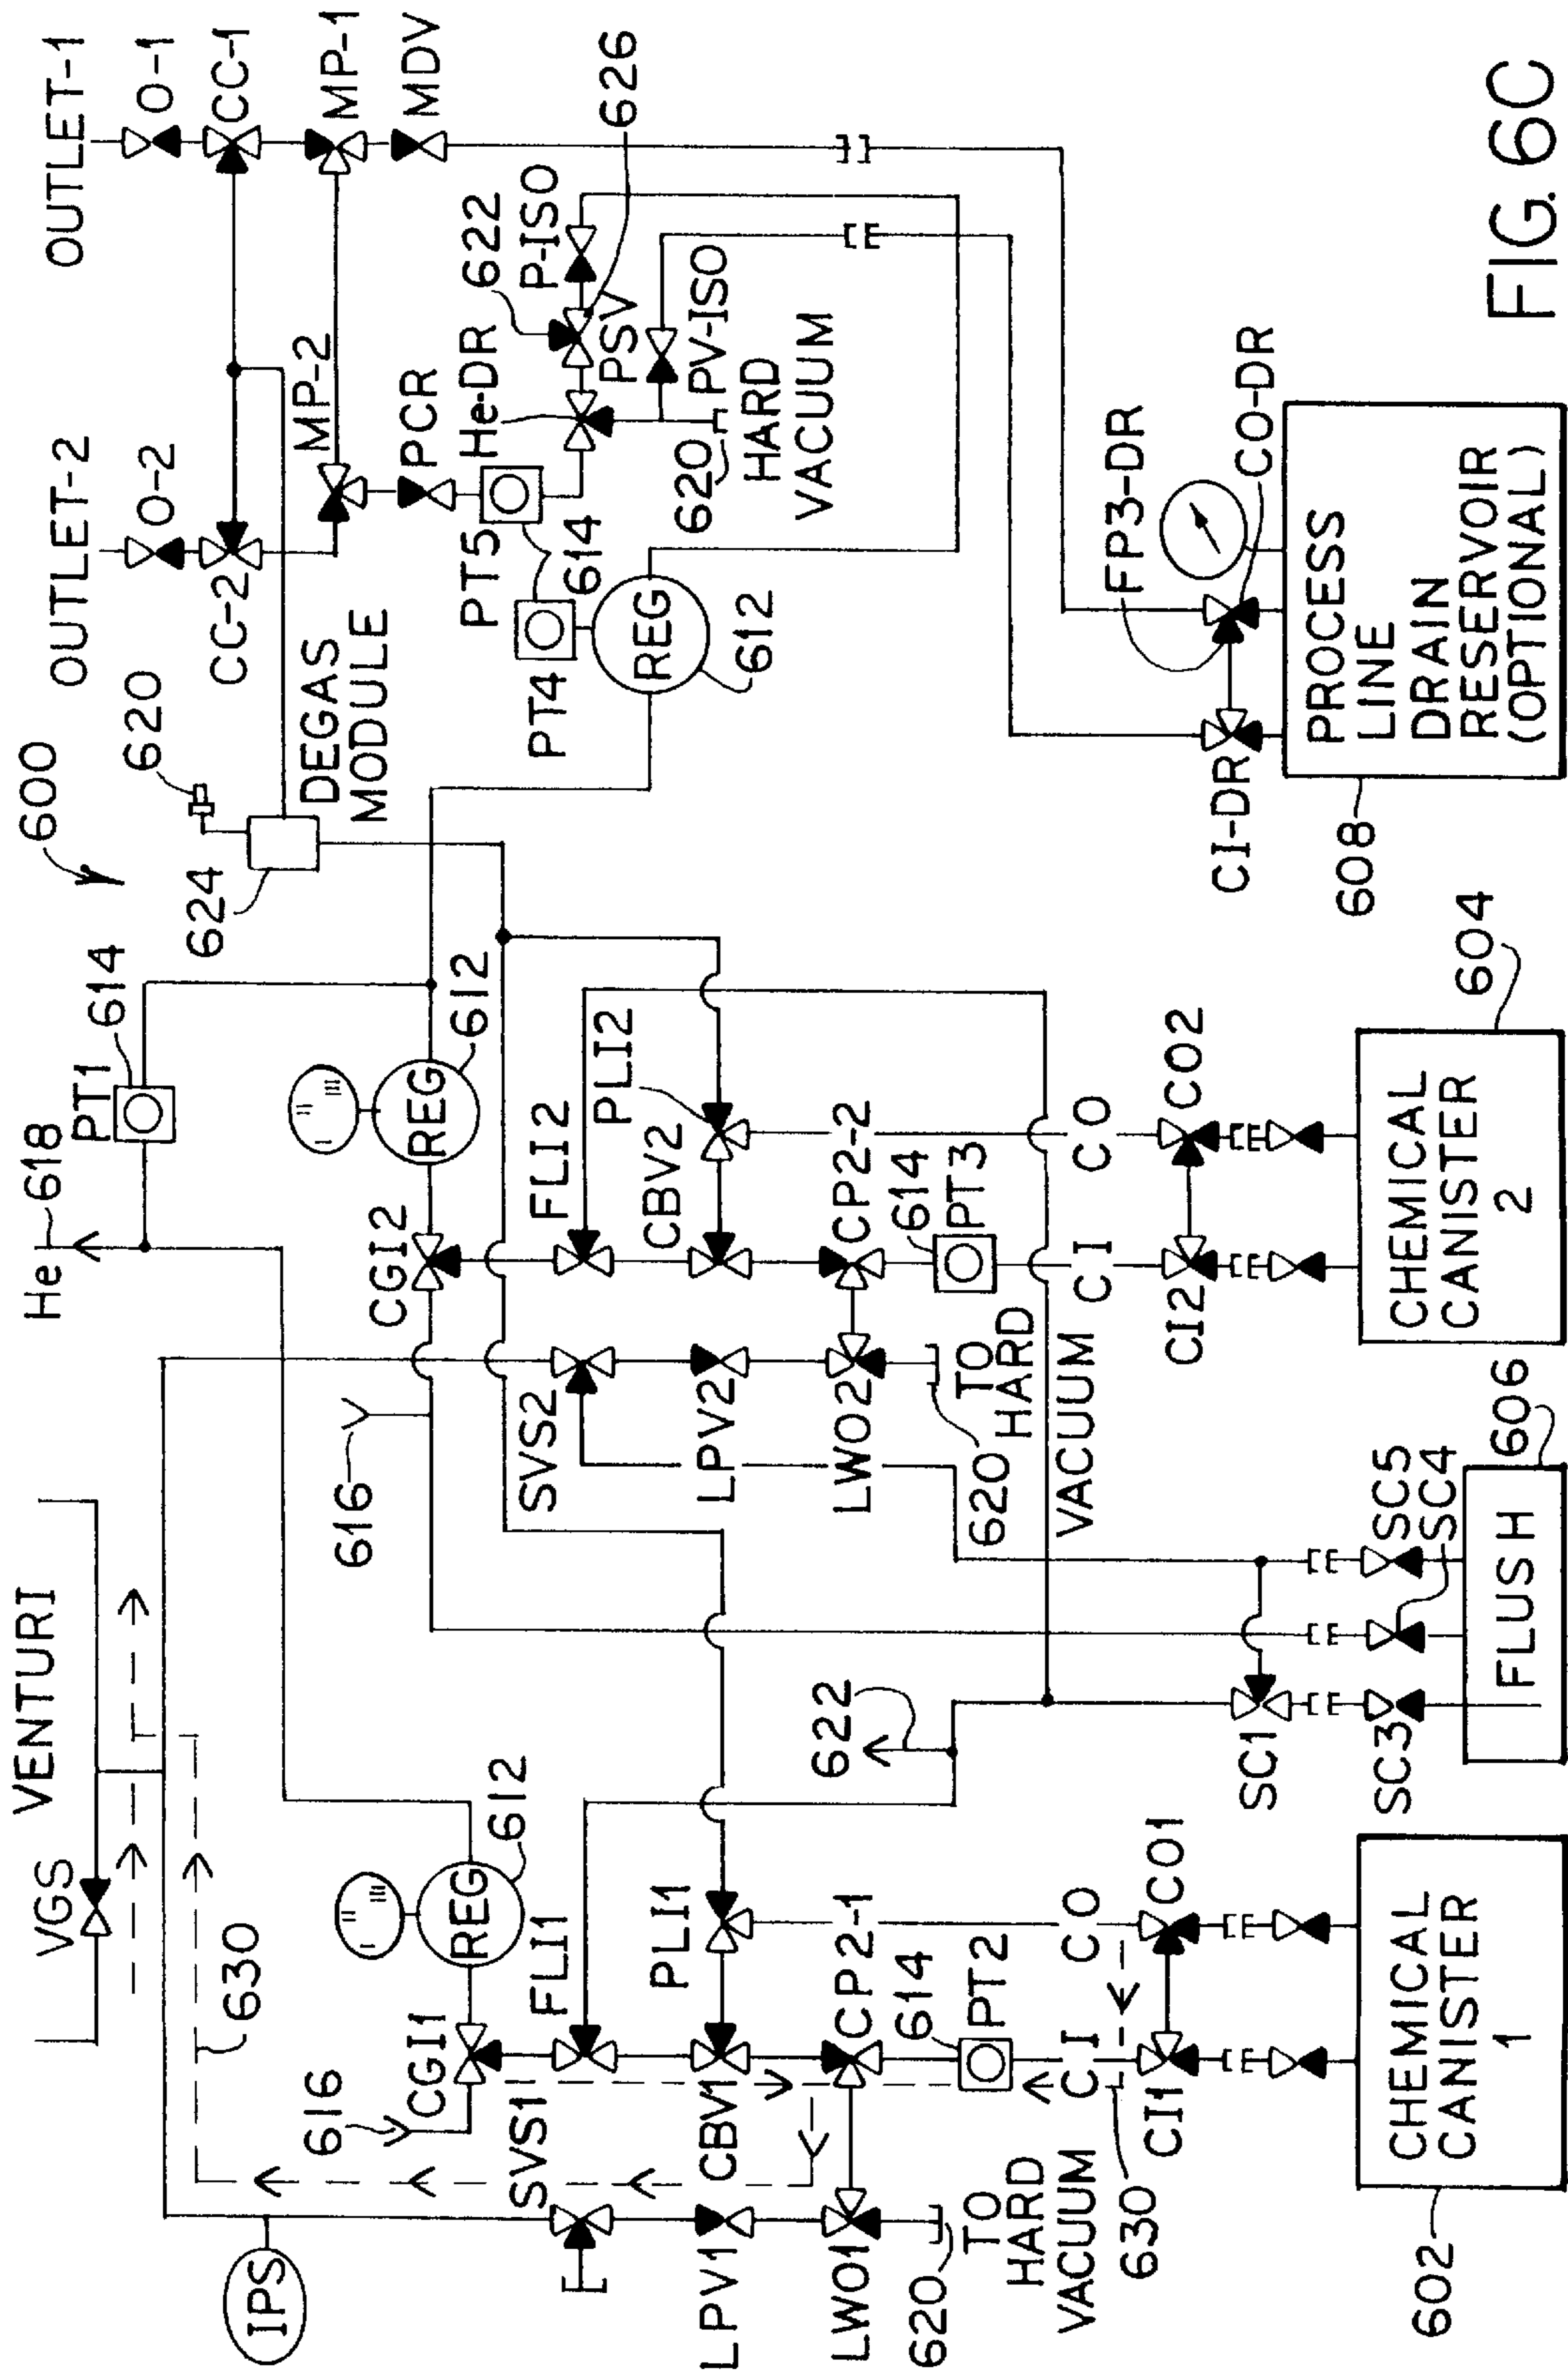 OUTLET-1
O-1
CC-1
MP-1
MDV
626
OUTLET-2
O-2
CC-2
MP-2
PCR
He-DR
622
P-ISO
PSV
PV-ISO
HARD
VACUUM
620
PT5
614
PT4
REG
612
600
620
624
DEGAS
MODULE
FP3-DR
CO-DR
CI-DR
PROCESS
LINE
DRAIN
RESERVOIR
(OPTIONAL)
608
FIG. 6C
He
618
PT1
614
REG
612
CGI2
FLI2
PLI2
CBV2
CP2-2
614
PT3
CO
CI
CO2
CI2
CHEMICAL
CANISTER
2
604
616
SVS2
LPV2
LWO2
620
TO
HARD
VACUUM
SC5
SC4
606
FLUSH
SC1
SC3
622
VENTURI
VGS
630
REG
612
616
CGI1
FLI1
SVS1
PLI1
CBV1
CP2-1
614
PT2
CO
CI
CO1
CI1
IPS
LPV1
LWO1
620
TO
HARD
VACUUM
630
CHEMICAL
CANISTER
1
602